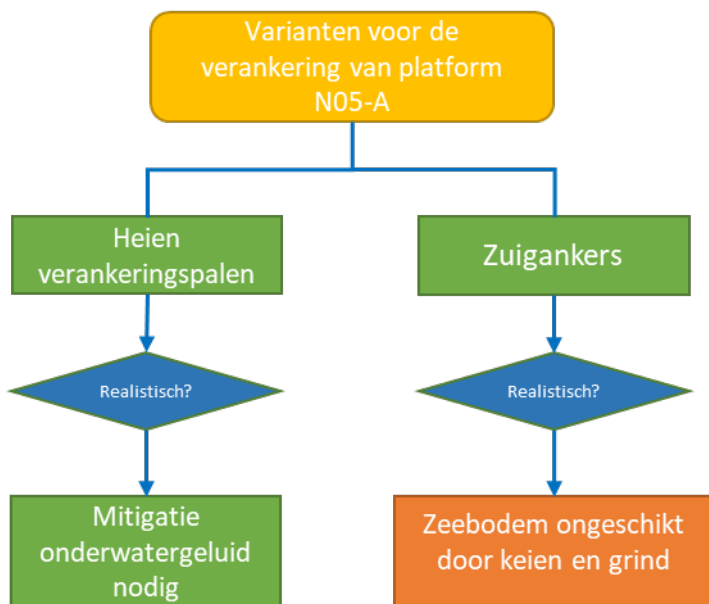 Varianten voor de
verankering van platform
N05-A
Heien
verankeringspalen
Zuigankers
Realistisch?
Realistisch?
Mitigatie
onderwatergeluid
nodig
Zeebodem ongeschikt
door keien en grind